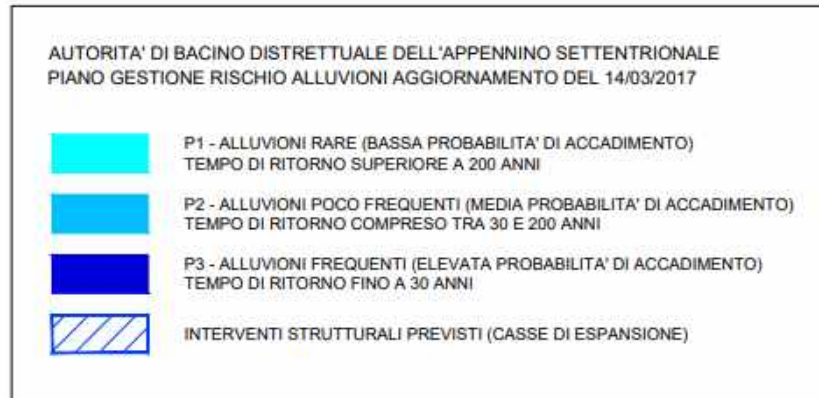 AUTORITA' DI BACINO DISTRETTUALE DELL'APPENNINO SETTENTRIONALE
PIANO GESTIONE RISCHIO ALLUVIONI AGGIORNAMENTO DEL 14/03/2017
P1 - ALLUVIONI RARE (BASSA PROBABILITA' DI ACCADIMENTO)
TEMPO DI RITORNO SUPERIORE A 200 ANNI
P2 - ALLUVIONI POCO FREQUENTI (MEDIA PROBABILITA' DI ACCADIMENTO)
TEMPO DI RITORNO COMPRESO TRA 30 E 200 ANNI
P3 - ALLUVIONI FREQUENTI (ELEVATA PROBABILITA' DI ACCADIMENTO)
TEMPO DI RITORNO FINO A 30 ANNI
INTERVENTI STRUTTURALI PREVISTI (CASSE DI ESPANSIONE)